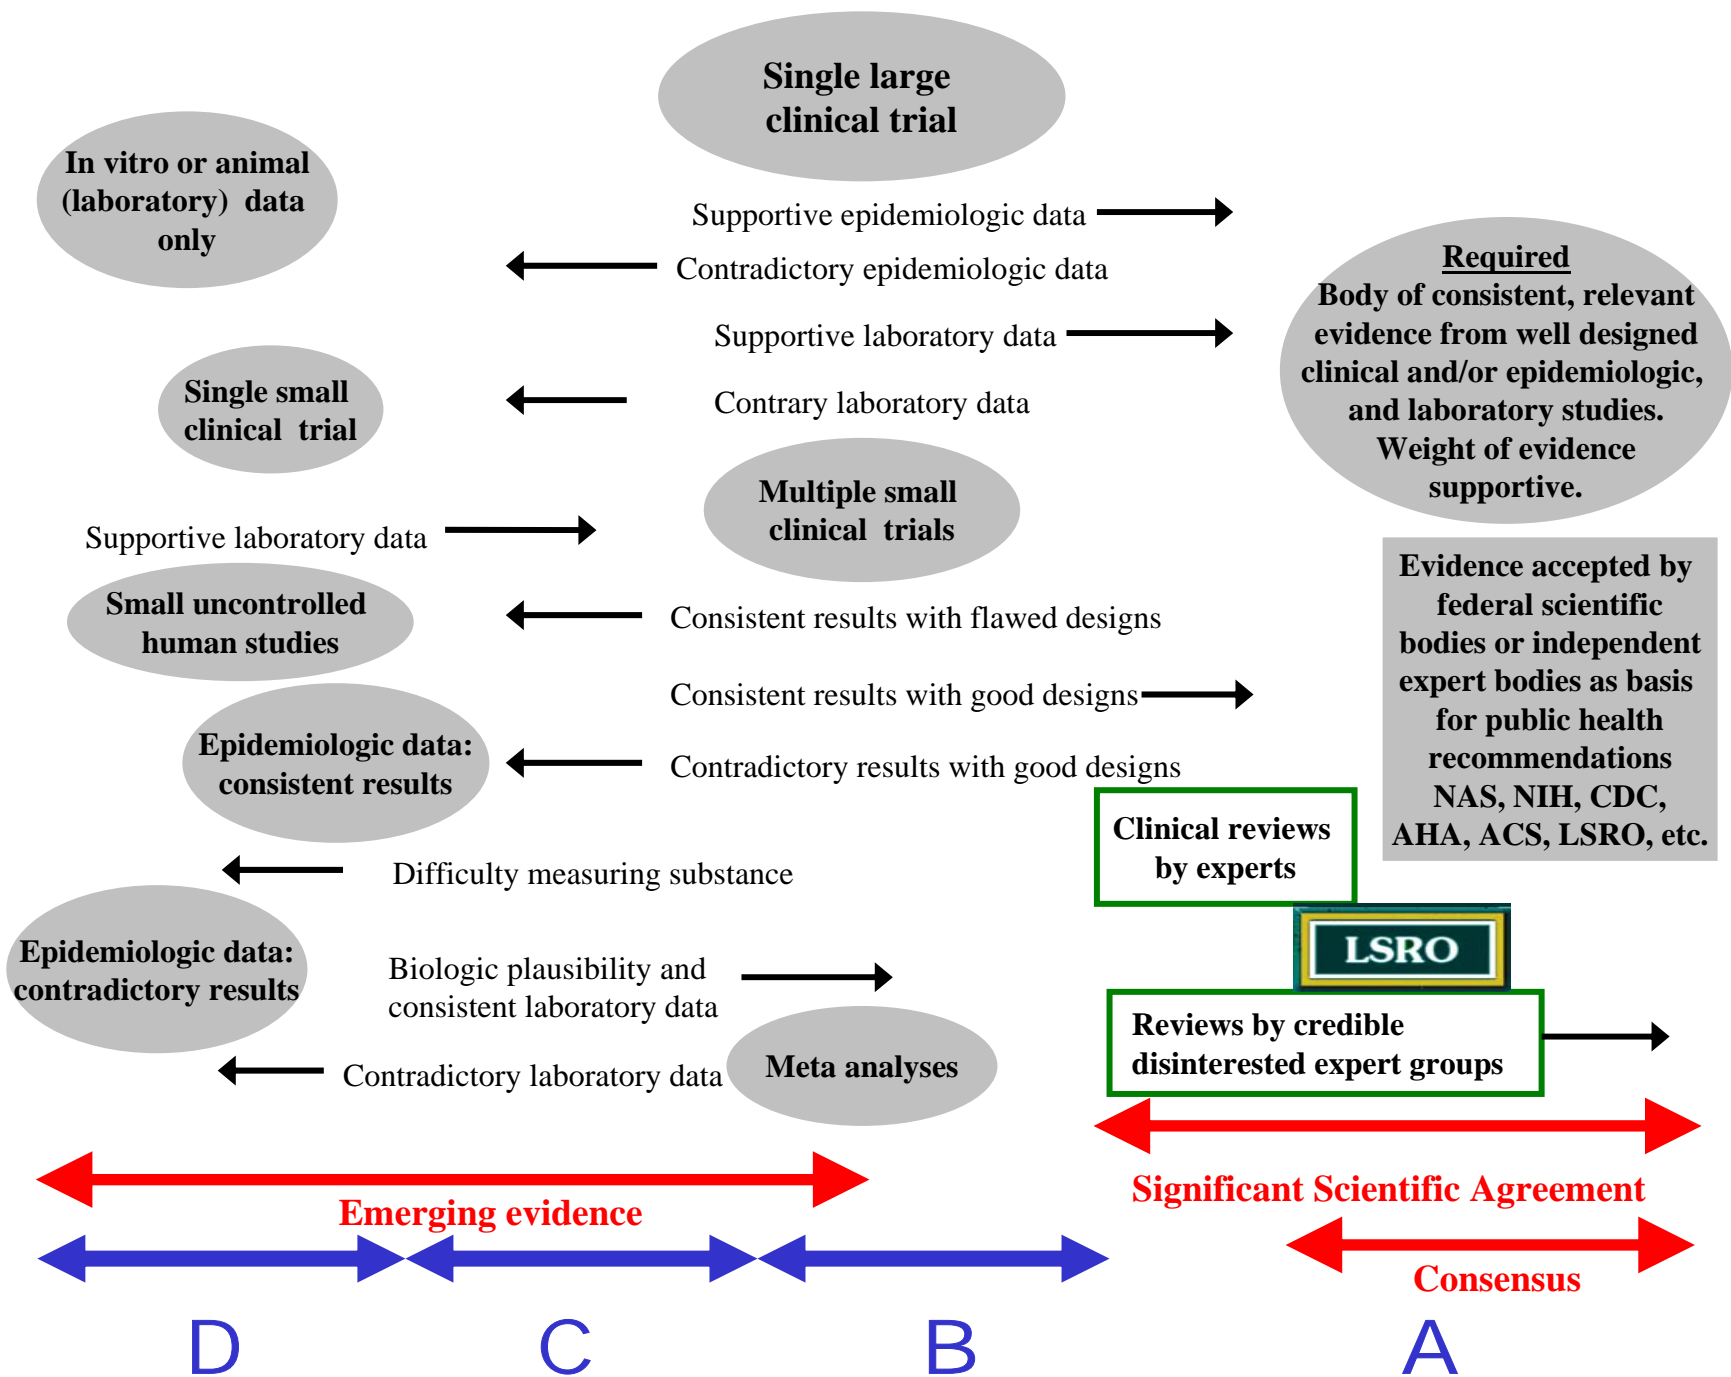 Single large
clinical trial
In vitro or animal
(laboratory) data
only
Supportive epidemiologic data
Contradictory epidemiologic data
Supportive laboratory data
Contrary laboratory data
Required
Body of consistent, relevant
evidence from well designed
clinical and/or epidemiologic,
and laboratory studies.
Weight of evidence
supportive.
Single small
clinical trial
Multiple small
clinical trials
Supportive laboratory data
Small uncontrolled
human studies
Consistent results with flawed designs
Consistent results with good designs
Contradictory results with good designs
Evidence accepted by
federal scientific
bodies or independent
expert bodies as basis
for public health
recommendations
NAS, NIH, CDC,
AHA, ACS, LSRO, etc.
Epidemiologic data:
consistent results
Clinical reviews
by experts
Difficulty measuring substance
LSRO
Epidemiologic data:
contradictory results
Biologic plausibility and
consistent laboratory data
Reviews by credible
disinterested expert groups
Contradictory laboratory data
Meta analyses
Emerging evidence
Significant Scientific Agreement
Consensus
D C B A